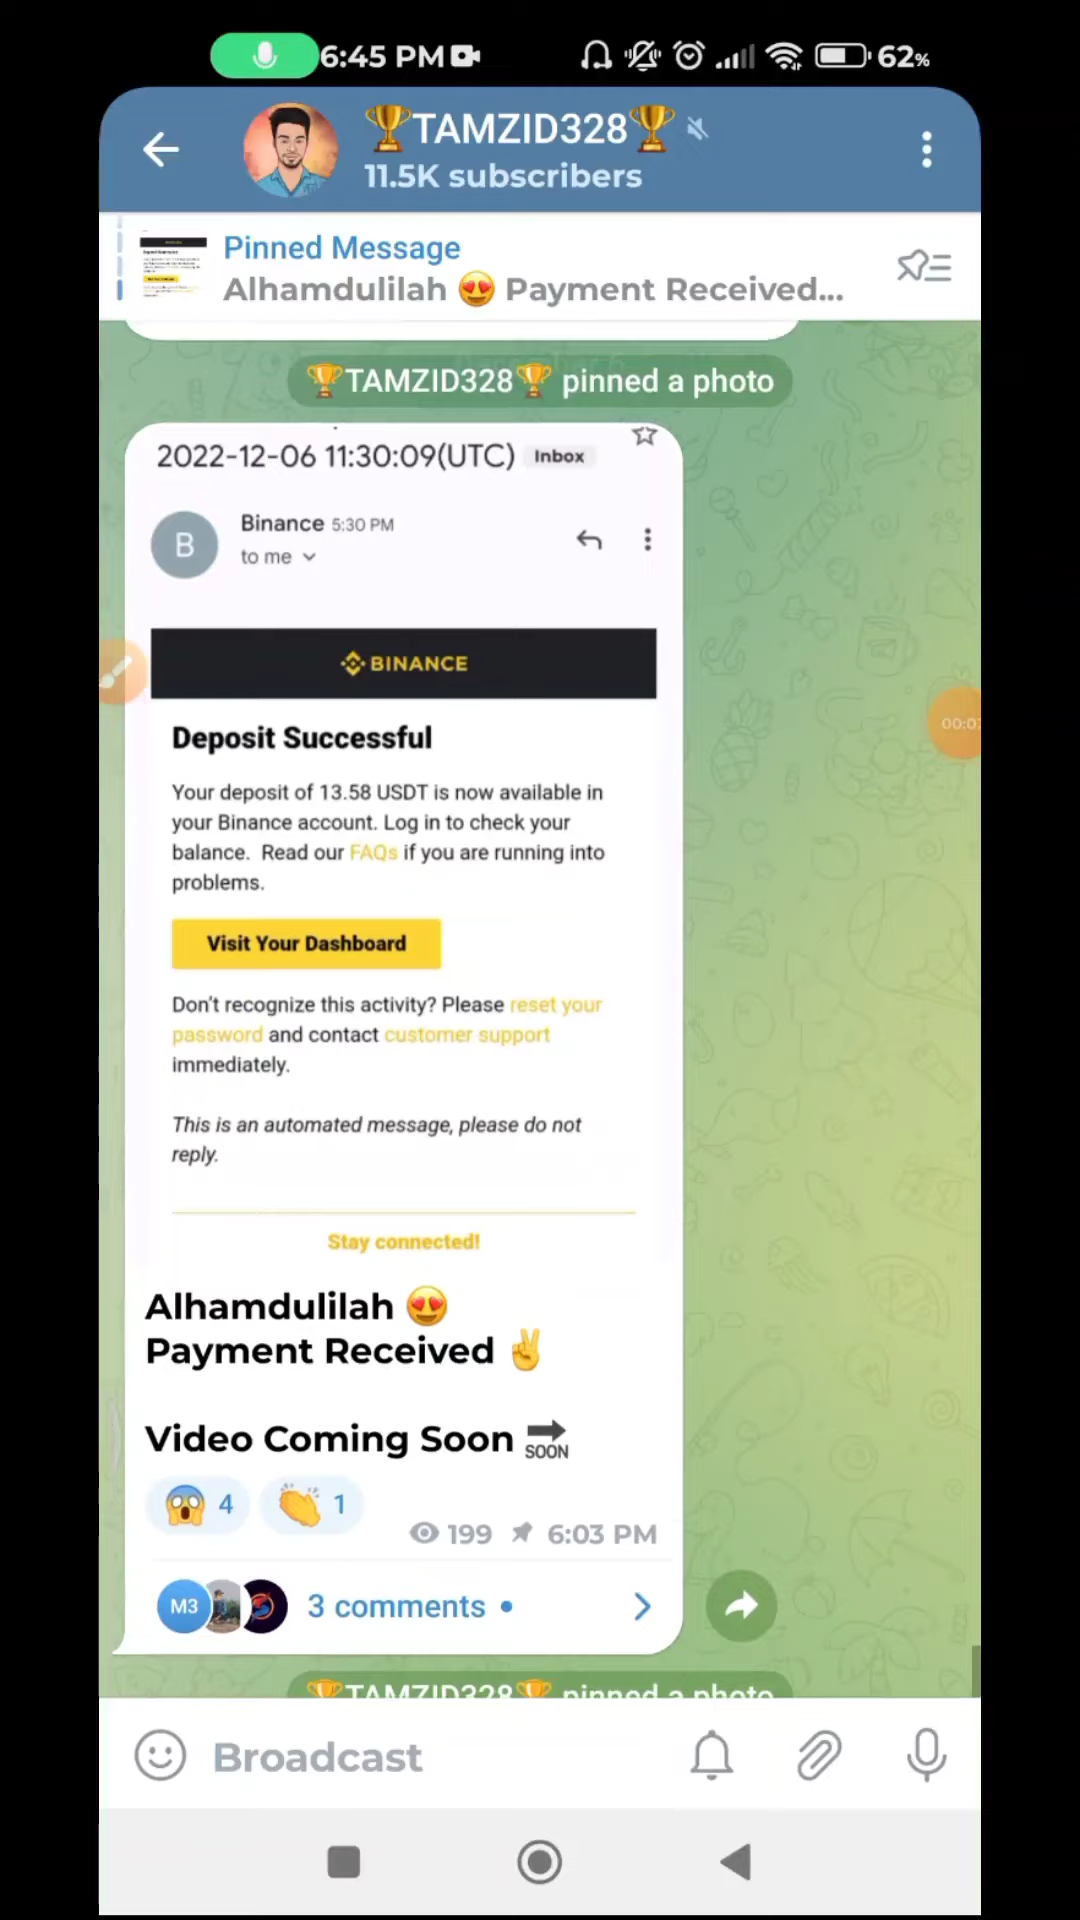 6:45 PM
62%
🏆TAMZID328🏆
11.5K subscribers
Pinned Message
Alhamdulilah 😍 Payment Received...
🏆TAMZID328🏆 pinned a photo
2022-12-06 11:30:09(UTC) Inbox
Binance 5:30 PM
B
to me
BINANCE
Deposit Successful
Your deposit of 13.58 USDT is now available in
your Binance account. Log in to check your
balance. Read our FAQs if you are running into
problems.
Visit Your Dashboard
Don't recognize this activity? Please reset your
password and contact customer support
immediately.
This is an automated message, please do not
reply.
Stay connected!
Alhamdulilah 😍
Payment Received ✌️
Video Coming Soon 🔜
😱 4 👏 1
199 6:03 PM
M3 3 comments
🏆TAMZID328🏆 pinned a photo
Broadcast